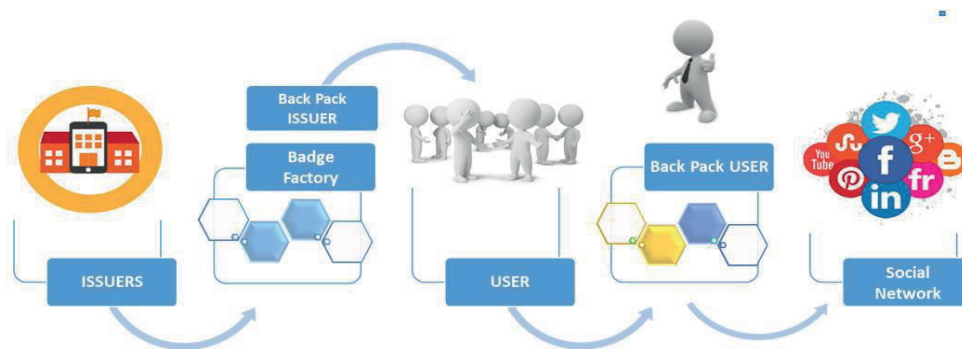 Back Pack
ISSUER
Badge
Factory
Back Pack USER
ISSUERS
USER
Social
Network
You
Tube
g+
f
in
fr